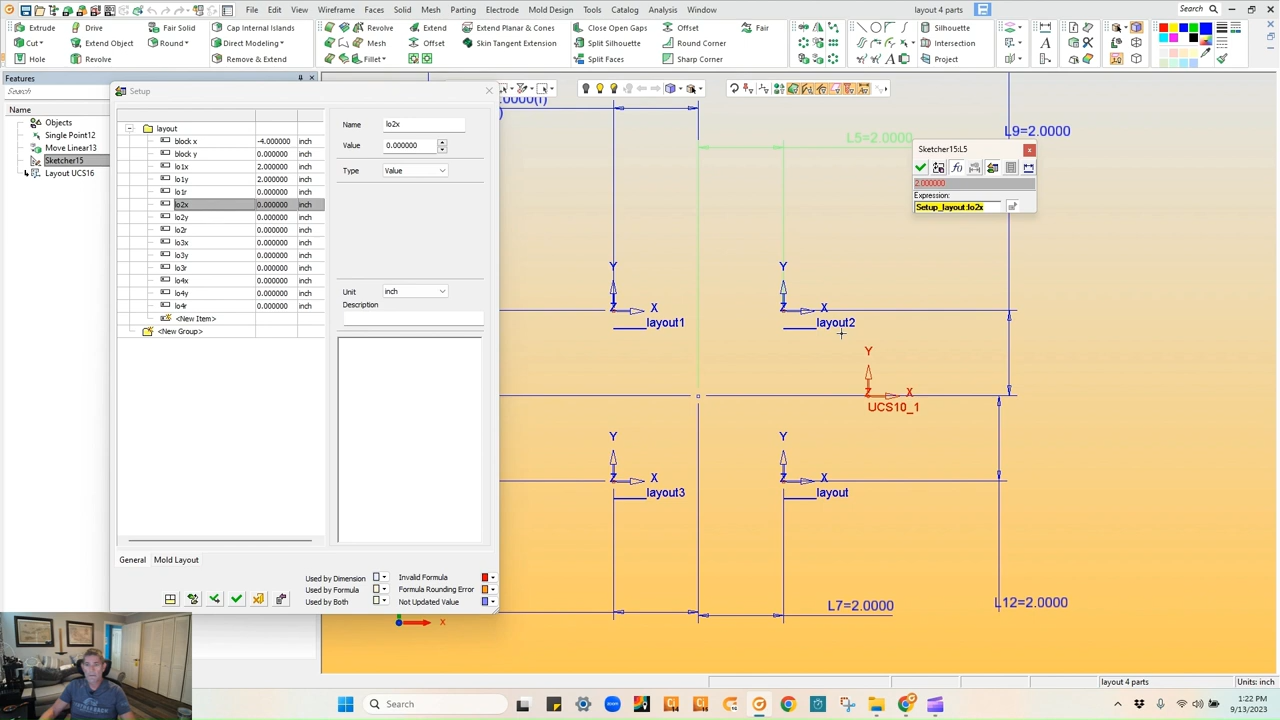 File Edit View Wireframe Faces Solids Mesh Parting Electrode Mold Design Tools Catalog Analysis Window
layout 4 parts
Search
Extrude Drive Fair Solid Cap Internal Islands Revolve Extend Planar & Conics Close Open Gaps Offset Fair Silhouette
Cut Extend Object Round Direct Modeling Mesh Extend Split Silhouette Round Corner Intersection
Hole Revolve Remove & Extend Fillet Offset Skin Tangent Extension Split Faces Sharp Corner Project
Features
Search
Name
Objects
Single Point12
Move Linear13
Sketcher15
Layout UCS16
Setup
layout
block x -4.000000 inch
block y 0.000000 inch
lo1x 2.000000 inch
lo1y 2.000000 inch
lo1r 0.000000 inch
lo2x 0.000000 inch
lo2y 0.000000 inch
lo2r 0.000000 inch
lo3x 0.000000 inch
lo3y 0.000000 inch
lo3r 0.000000 inch
lo4x 0.000000 inch
lo4y 0.000000 inch
lo4r 0.000000 inch
<New Item>
<New Group>
Name lo2x
Value 0.000000
Type Value
Unit inch
Description
General Mold Layout
Used by Dimension Invalid Formula
Used by Formula Formula Rounding Error
Used by Both Not Updated Value
L5=2.0000
L9=2.0000
Sketcher15:L5
2.000000
Expression:
Setup_layout:lo2x
Y Y
Z X Z X
layout1 layout2
Y
Z X
UCS10_1
Y Y
Z X Z X
layout3 layout
L7=2.0000 L12=2.0000
X
layout 4 parts Units: inch
Search
1:22 PM
9/13/2023